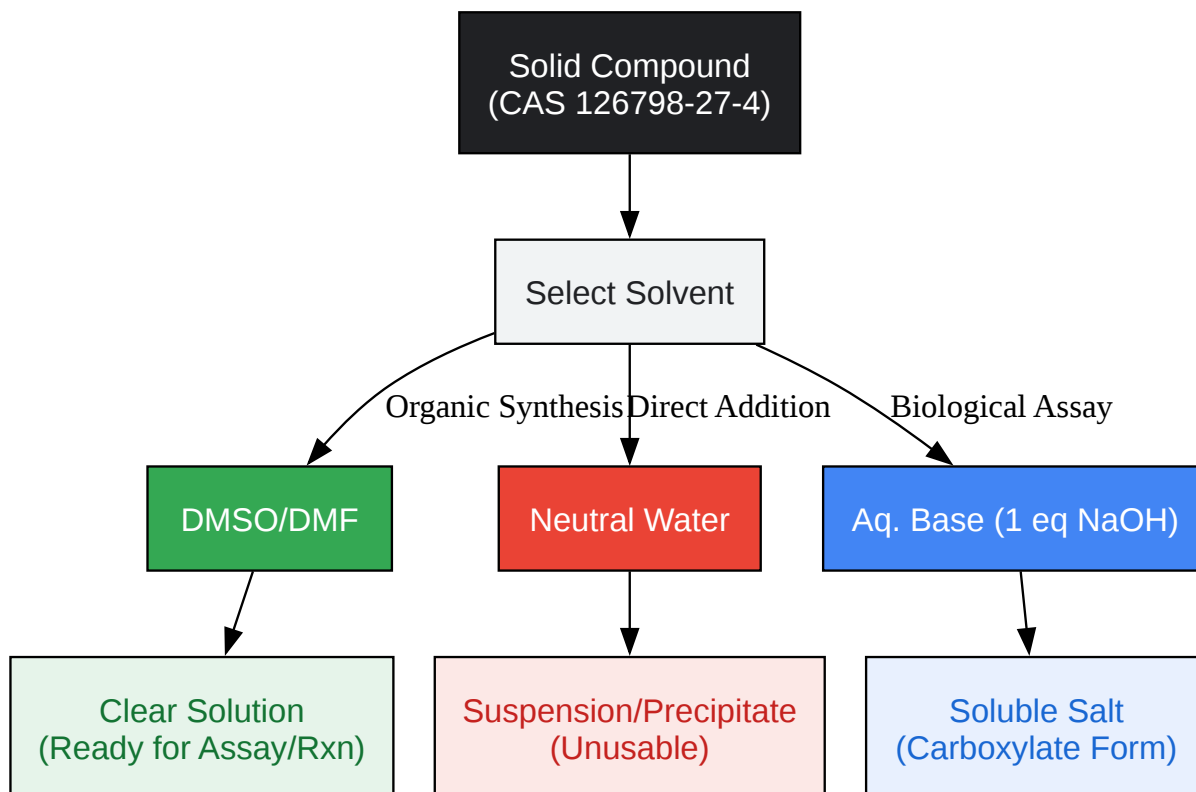 Solid Compound
(CAS 126798-27-4)
Select Solvent
Organic Synthesis
Direct Addition
Biological Assay
DMSO/DMF
Neutral Water
Aq. Base (1 eq NaOH)
Clear Solution
(Ready for Assay/Rxn)
Suspension/Precipitate
(Unusable)
Soluble Salt
(Carboxylate Form)